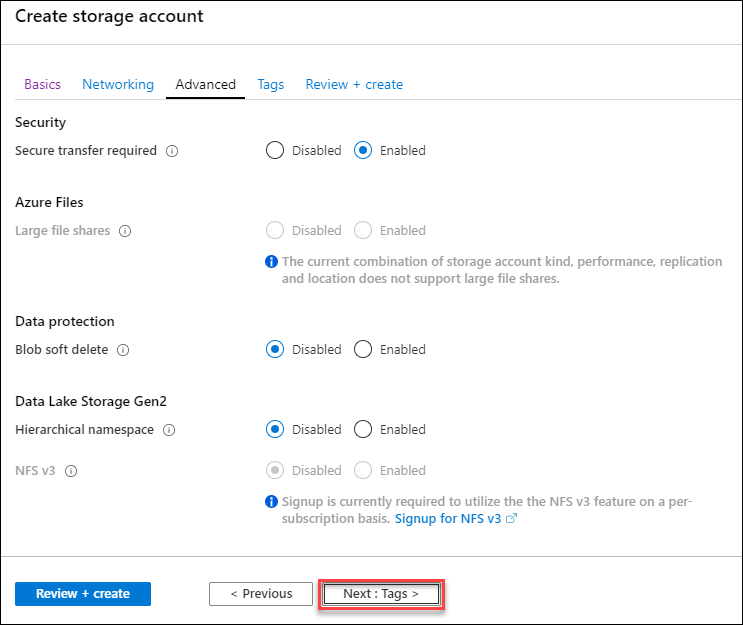 Create storage account
Basics Networking Advanced Tags Review + create
Security
Secure transfer required Disabled Enabled
Azure Files
Large file shares Disabled Enabled
The current combination of storage account kind, performance, replication
and location does not support large file shares.
Data protection
Blob soft delete Disabled Enabled
Data Lake Storage Gen2
Hierarchical namespace Disabled Enabled
NFS v3 Disabled Enabled
Signup is currently required to utilize the the NFS v3 feature on a per-
subscription basis. Signup for NFS v3
Review + create < Previous Next : Tags >